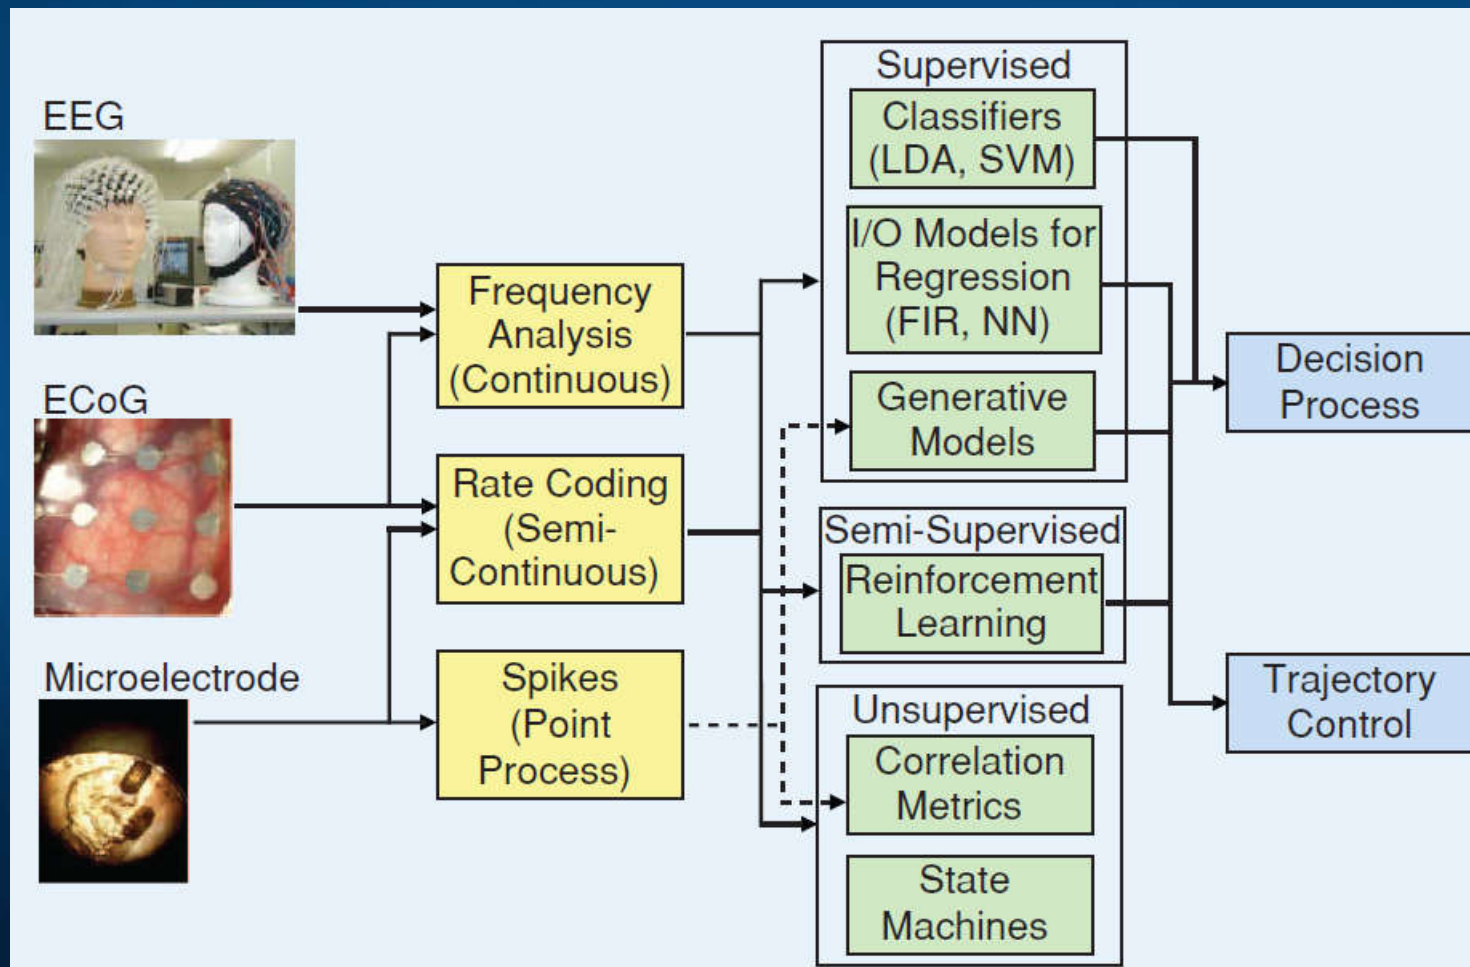 EEG
ECoG
Microelectrode
Frequency
Analysis
(Continuous)
Rate Coding
(Semi-
Continuous)
Spikes
(Point
Process)
Supervised
Classifiers
(LDA, SVM)
I/O Models for
Regression
(FIR, NN)
Generative
Models
Semi-Supervised
Reinforcement
Learning
Unsupervised
Correlation
Metrics
State
Machines
Decision
Process
Trajectory
Control